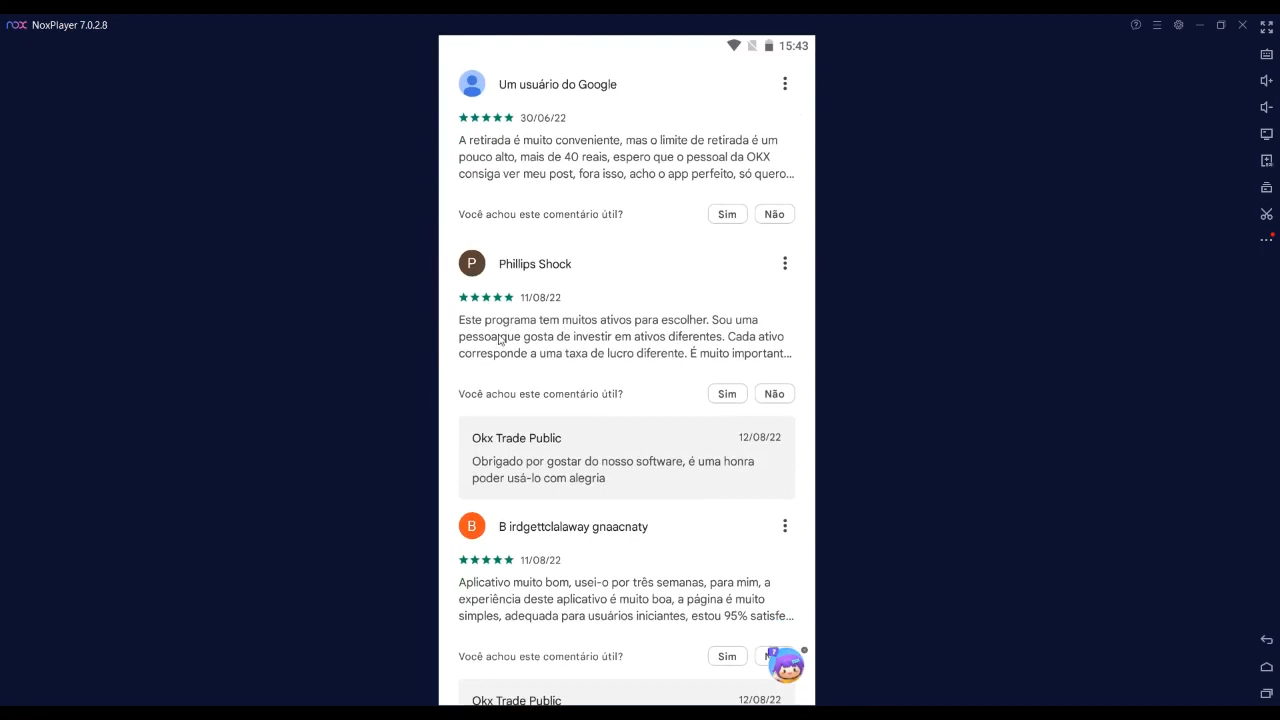 nox NoxPlayer 7.0.2.8
15:43
Um usuário do Google
30/06/22
A retirada é muito conveniente, mas o limite de retirada é um
pouco alto, mais de 40 reais, espero que o pessoal da OKX
consiga ver meu post, fora isso, acho o app perfeito, só quero...
Você achou este comentário útil? Sim Não
P Phillips Shock
11/08/22
Este programa tem muitos ativos para escolher. Sou uma
pessoa que gosta de investir em ativos diferentes. Cada ativo
corresponde a uma taxa de lucro diferente. É muito important...
Você achou este comentário útil? Sim Não
Okx Trade Public 12/08/22
Obrigado por gostar do nosso software, é uma honra
poder usá-lo com alegria
B B irdgettclalaway gnaacnaty
11/08/22
Aplicativo muito bom, usei-o por três semanas, para mim, a
experiência deste aplicativo é muito boa, a página é muito
simples, adequada para usuários iniciantes, estou 95% satisfe...
Você achou este comentário útil? Sim
Okx Trade Public 12/08/22